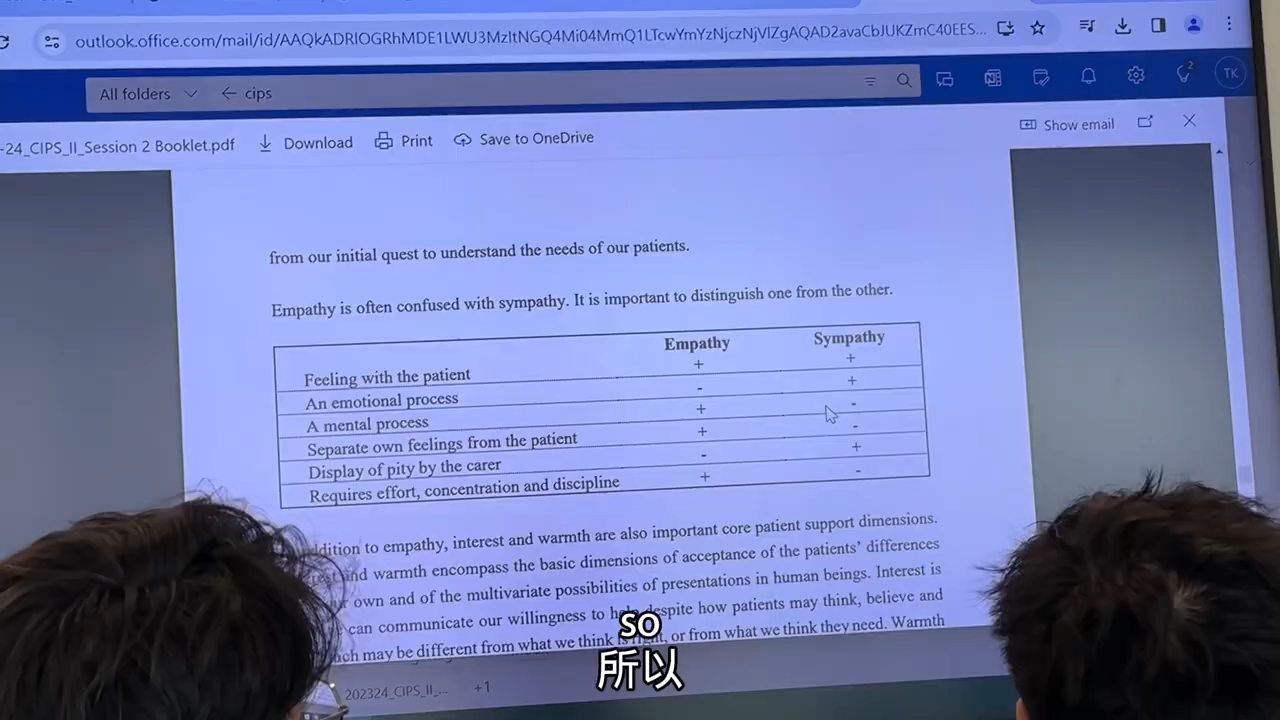 outlook.office.com/mail/id/AAQkADRlOGRhMDE1LWU3MzltNGQ4Mi04MmQ1LTcwYmYzNjczNjVlZgAQAD2avaCbJUKZmC40EES...
All folders
cips
2
TK
-24_CIPS_II_Session 2 Booklet.pdf
Download
Print
Save to OneDrive
Show email
from our initial quest to understand the needs of our patients.
Empathy is often confused with sympathy. It is important to distinguish one from the other.
Empathy Sympathy
Feeling with the patient + +
An emotional process - +
A mental process + -
Separate own feelings from the patient + -
Display of pity by the carer - +
Requires effort, concentration and discipline + -
ddition to empathy, interest and warmth are also important core patient support dimensions.
and warmth encompass the basic dimensions of acceptance of the patients' differences
own and of the multivariate possibilities of presentations in human beings. Interest is
can communicate our willingness to help despite how patients may think, believe and
ch may be different from what we think is right, or from what we think they need. Warmth
so
所以
202324_CIPS_II_...
+1